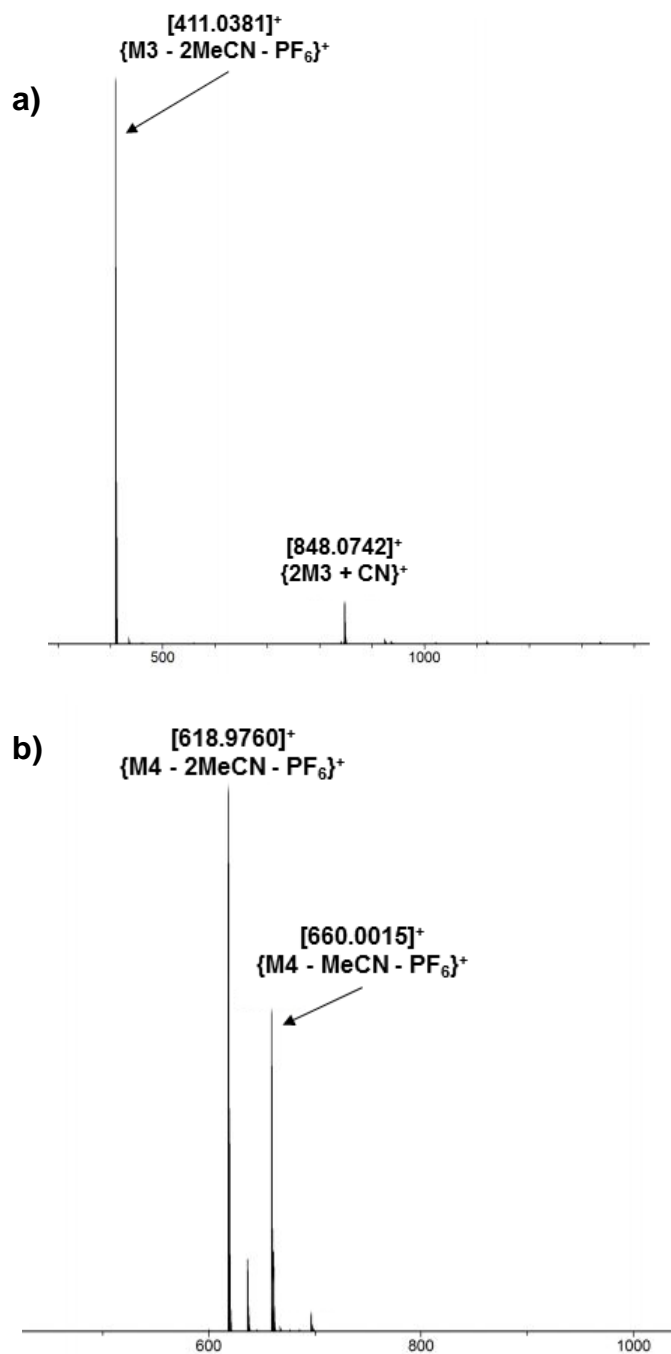 [411.0381]⁺
{M3 - 2MeCN - PF₆}⁺
a)
[848.0742]⁺
{2M3 + CN}⁺
500 1000
[618.9760]⁺
b)
{M4 - 2MeCN - PF₆}⁺
[660.0015]⁺
{M4 - MeCN - PF₆}⁺
600 800 1000